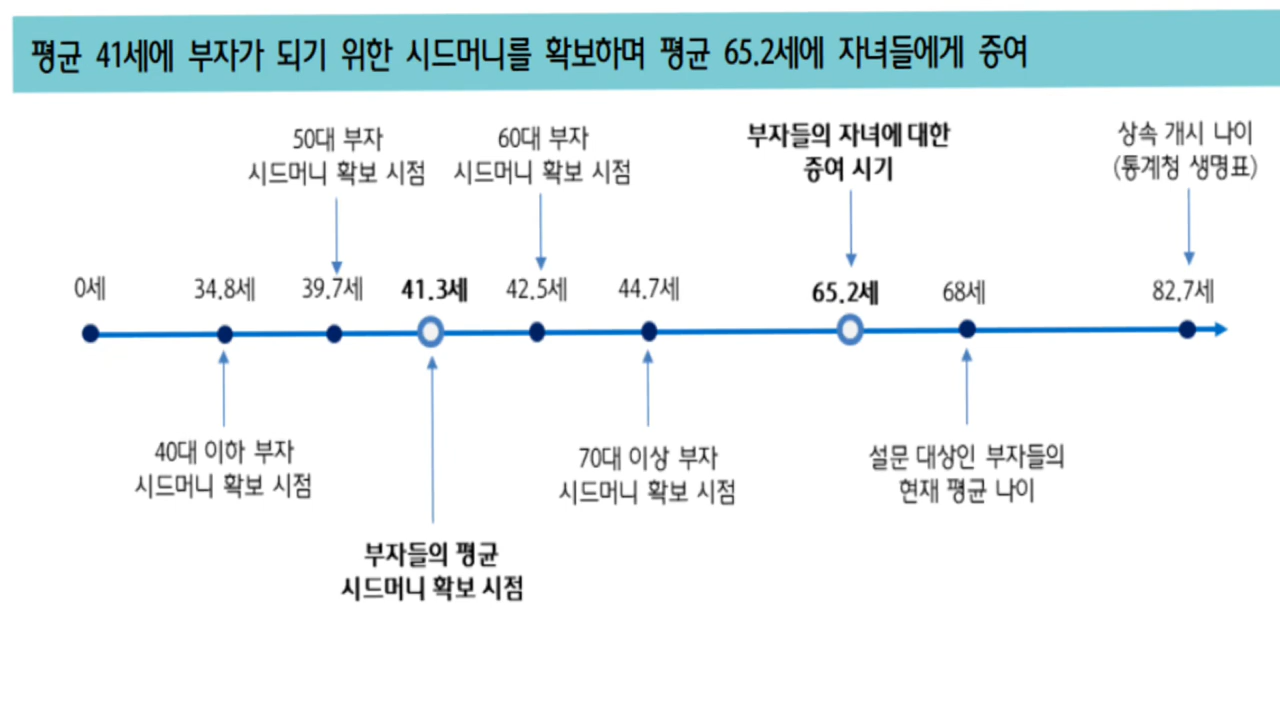 평균 41세에 부자가 되기 위한 시드머니를 확보하며 평균 65.2세에 자녀들에게 증여
50대 부자
시드머니 확보 시점
60대 부자
시드머니 확보 시점
부자들의 자녀에 대한
증여 시기
상속 개시 나이
(통계청 생명표)
0세
34.8세
39.7세
41.3세
42.5세
44.7세
65.2세
68세
82.7세
40대 이하 부자
시드머니 확보 시점
부자들의 평균
시드머니 확보 시점
70대 이상 부자
시드머니 확보 시점
설문 대상인 부자들의
현재 평균 나이